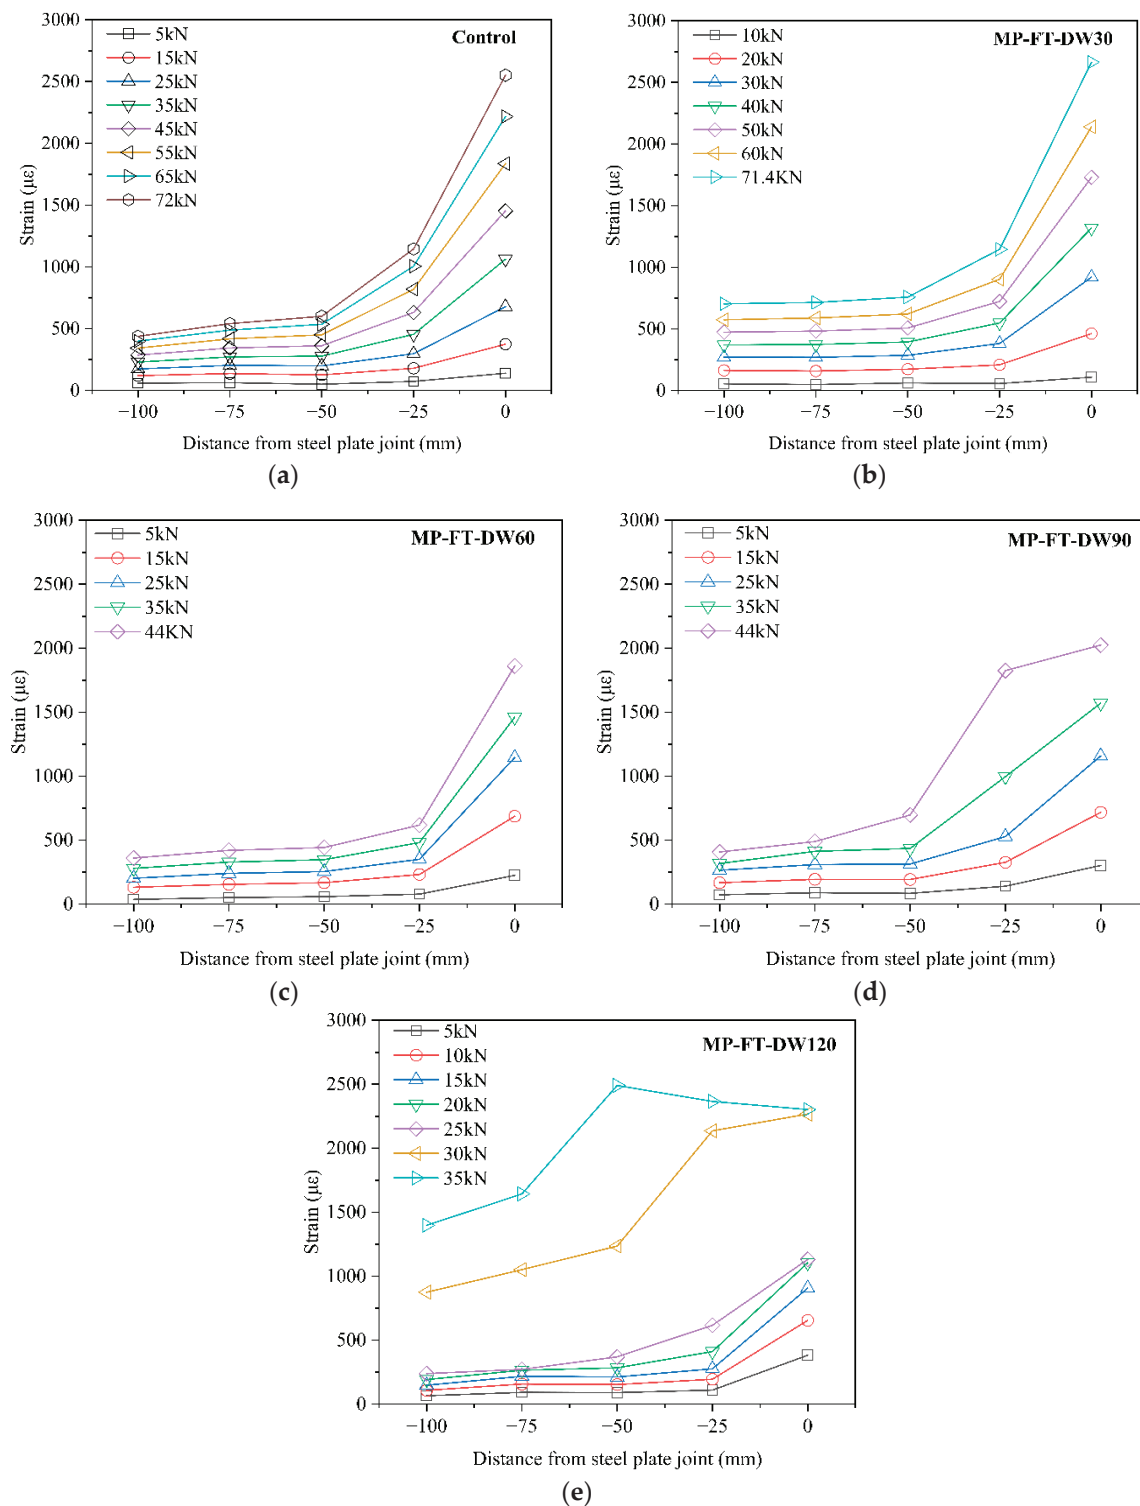 Control
5kN
15kN
25kN
35kN
45kN
55kN
65kN
72kN
3000
2500
2000
1500
1000
500
0
Strain (με)
−100 −75 −50 −25 0
Distance from steel plate joint (mm)
(a)
MP-FT-DW30
10kN
20kN
30kN
40kN
50kN
60kN
71.4KN
3000
2500
2000
1500
1000
500
0
Strain (με)
−100 −75 −50 −25 0
Distance from steel plate joint (mm)
(b)
MP-FT-DW60
5kN
15kN
25kN
35kN
44KN
3000
2500
2000
1500
1000
500
0
Strain (με)
−100 −75 −50 −25 0
Distance from steel plate joint (mm)
(c)
MP-FT-DW90
5kN
15kN
25kN
35kN
44kN
3000
2500
2000
1500
1000
500
0
Strain (με)
−100 −75 −50 −25 0
Distance from steel plate joint (mm)
(d)
MP-FT-DW120
5kN
10kN
15kN
20kN
25kN
30kN
35kN
3000
2500
2000
1500
1000
500
0
Strain (με)
−100 −75 −50 −25 0
Distance from steel plate joint (mm)
(e)